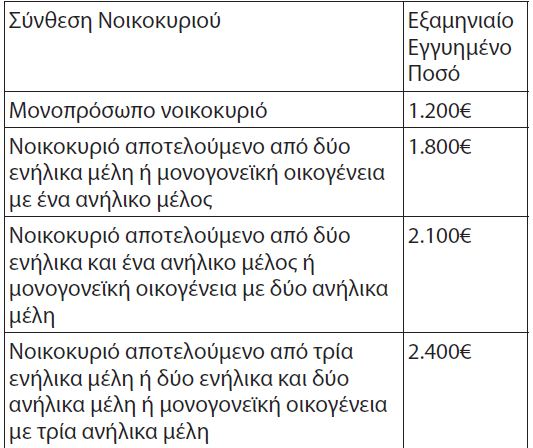 Σύνθεση Νοικοκυριού
Εξαμηνιαίο
Εγγυημένο
Ποσό
Μονοπρόσωπο νοικοκυριό
1.200€
Νοικοκυριό αποτελούμενο από δύο
ενήλικα μέλη ή μονογονεϊκή οικογένεια
με ένα ανήλικο μέλος
1.800€
Νοικοκυριό αποτελούμενο από δύο
ενήλικα και ένα ανήλικο μέλος ή
μονογονεϊκή οικογένεια με δύο ανήλικα
μέλη
2.100€
Νοικοκυριό αποτελούμενο από τρία
ενήλικα μέλη ή δύο ενήλικα και δύο
ανήλικα μέλη ή μονογονεϊκή οικογένεια
με τρία ανήλικα μέλη
2.400€